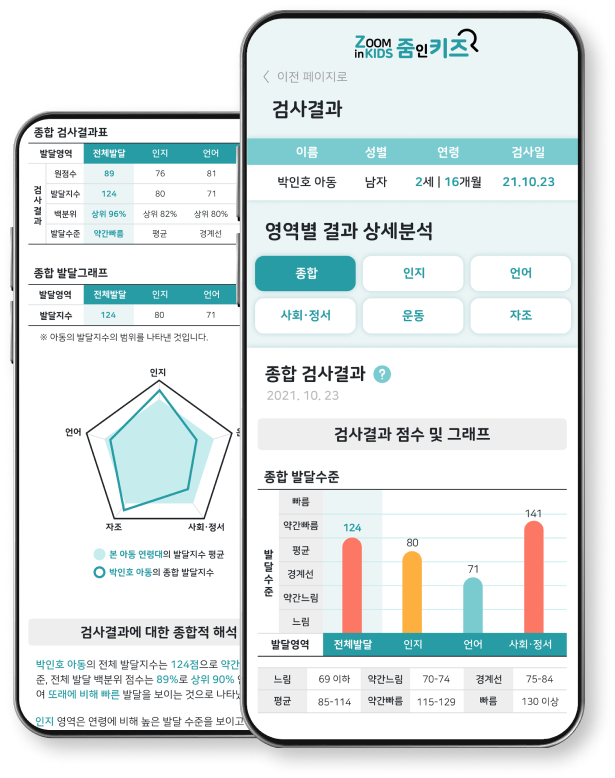 종합 검사결과표
발달영역 전체발달 인지 언어
검사결과
원점수 89 76 81
발달지수 124 80 71
백분위 상위 96% 상위 82% 상위 80%
발달수준 약간빠름 평균 경계선
종합 발달그래프
발달영역 전체발달 인지 언어
발달지수 124 80 71
※ 아동의 발달지수의 범위를 나타낸 것입니다.
인지
언어
자조 사회·정서
본 아동 연령대의 발달지수 평균
박인호 아동의 종합 발달지수
검사결과에 대한 종합적 해석
박인호 아동의 전체 발달지수는 124점으로 약간
준, 전체 발달 백분위 점수는 89%로 상위 90%
여 또래에 비해 빠른 발달을 보이는 것으로 나타났
인지 영역은 연령에 비해 높은 발달 수준을 보이고
ZOOM
in KIDS 줌인키즈
이전 페이지로
검사결과
이름 성별 연령 검사일
박인호 아동 남자 2세 | 16개월 21.10.23
영역별 결과 상세분석
종합 인지 언어
사회·정서 운동 자조
종합 검사결과 ?
2021. 10. 23
검사결과 점수 및 그래프
종합 발달수준
발달수준
빠름
약간빠름
평균
경계선
약간느림
느림
124 80 71 141
발달영역 전체발달 인지 언어 사회·정서
느림 69 이하 약간느림 70-74 경계선 75-84
평균 85-114 약간빠름 115-129 빠름 130 이상